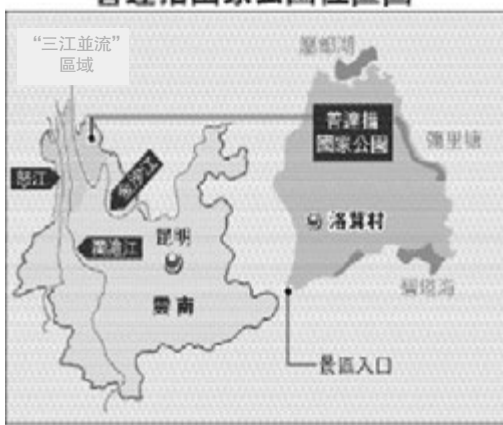 普達措國家公園位置圖
“三江並流”
區域
屬都湖
普達措
國家公園
彌里塘
怒江
金沙江
洛茸村
瀾滄江
昆明
雲南
碧塔海
景區入口